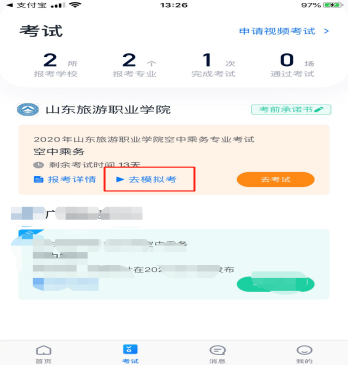 支付宝 13:26 97%
考试 申请视频考试 >
2 所 2 个 1 次 0 场
报考学校 报考专业 完成考试 通过考试
山东旅游职业学院 考前承诺书
2020年山东旅游职业学院空中乘务专业考试
空中乘务
剩余考试时间 13天
报考详情 去模拟考 去考试
广
空中乘务
在202 发布
首页 考试 消息 我的